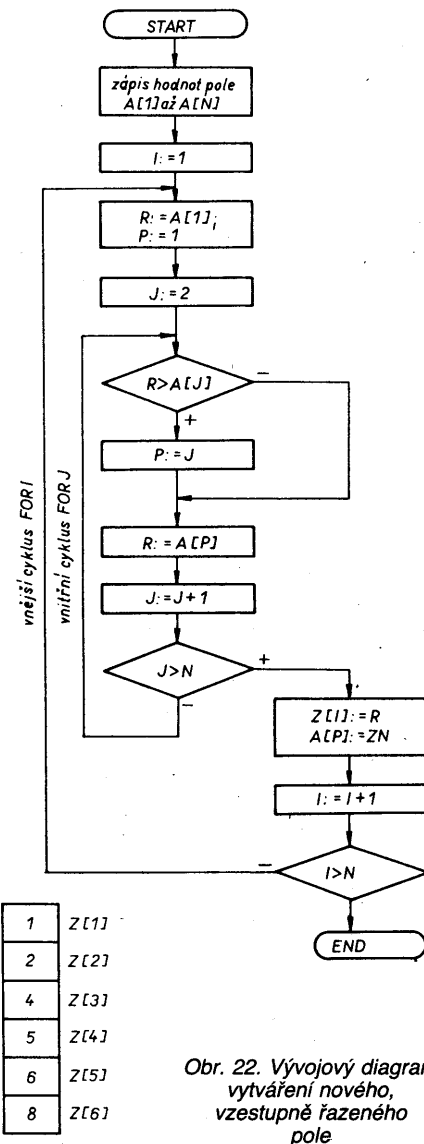 START
zápis hodnot pole
A[1] až A[N]
I:=1
R:=A[1];
P:=1
J:=2
R>A[J]
-
+
P:=J
R:=A[P]
J:=J+1
J>N
+
-
vnější cyklus FOR I
vnitřní cyklus FOR J
Z[I]:=R
A[P]:=ZN
I:=I+1
I>N
-
END
1 Z[1]
2 Z[2]
4 Z[3]
5 Z[4]
6 Z[5]
8 Z[6]
Obr. 22. Vývojový diagram
vytváření nového,
vzestupně řazeného
pole